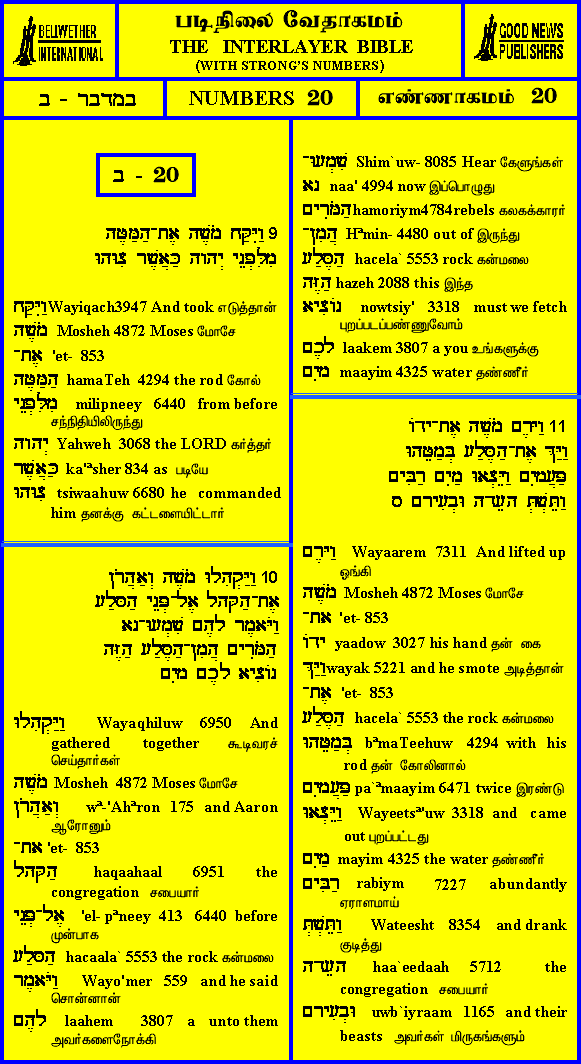 BELLWETHER
INTERNATIONAL
படிநிலை வேதாகமம்
THE INTERLAYER BIBLE
(WITH STRONG'S NUMBERS)
GOOD NEWS
PUBLISHERS
במדבר - ב
NUMBERS 20
எண்ணாகமம் 20
ב - 20
9 וַיִּקַּח מֹשֶׁה אֶת־הַמַּטֶּה
מִלִּפְנֵי יְהוָה כַּאֲשֶׁר צִוָּהוּ
וַיִּקַּח Wayiqach3947 And took எடுத்தான்
מֹשֶׁה Mosheh 4872 Moses மோசே
אֶת־ 'et- 853
הַמַּטֶּה hamaTeh 4294 the rod கோல்
מִלִּפְנֵי milipneey 6440 from before
சந்நிதியிலிருந்து
יְהוָה Yahweh 3068 the LORD கர்த்தர்
כַּאֲשֶׁר ka'ªsher 834 as படியே
צִוָּהוּ tsiwaahuw 6680 he commanded
him தனக்கு கட்டளையிட்டார்
10 וַיַּקְהִלוּ מֹשֶׁה וְאַהֲרֹן
אֶת־הַקָּהָל אֶל־פְּנֵי הַסָּלַע
וַיֹּאמֶר לָהֶם שִׁמְעוּ־נָא
הַמֹּרִים הֲמִן־הַסֶּלַע הַזֶּה
נוֹצִיא לָכֶם מָיִם
וַיַּקְהִלוּ Wayaqhiluw 6950 And
gathered together கூடிவரச்
செய்தார்கள்
מֹשֶׁה Mosheh 4872 Moses மோசே
וְאַהֲרֹן wª-'Ahªron 175 and Aaron
ஆரோனும்
אֶת־ 'et- 853
הַקָּהָל haqaahaal 6951 the
congregation சபையார்
אֶל־פְּנֵי 'el- pªneey 413 6440 before
முன்பாக
הַסָּלַע hacaala` 5553 the rock கன்மலை
וַיֹּאמֶר Wayo'mer 559 and he said
சொன்னான்
לָהֶם laahem 3807 a unto them
அவர்களைநோக்கி
שִׁמְעוּ־ Shim`uw- 8085 Hear கேளுங்கள்
נָא naa' 4994 now இப்பொழுது
הַמֹּרִים hamoriym4784rebels கலகக்காரர்
הֲמִן־ Hªmin- 4480 out of இருந்து
הַסֶּלַע hacela` 5553 rock கன்மலை
הַזֶּה hazeh 2088 this இந்த
נוֹצִיא nowtsiy' 3318 must we fetch
புறப்படப்பண்ணுவோம்
לָכֶם laakem 3807 a you உங்களுக்கு
מָיִם maayim 4325 water தண்ணீர்
11 וַיָּרֶם מֹשֶׁה אֶת־יָדוֹ
וַיַּךְ אֶת־הַסֶּלַע בְּמַטֵּהוּ
פַּעֲמָיִם וַיֵּצְאוּ מַיִם רַבִּים
וַתֵּשְׁתְּ הָעֵדָה וּבְעִירָם ס
וַיָּרֶם Wayaarem 7311 And lifted up
ஓங்கி
מֹשֶׁה Mosheh 4872 Moses மோசே
אֶת־ 'et- 853
יָדוֹ yaadow 3027 his hand தன் கை
וַיַּךְ wayak 5221 and he smote அடித்தான்
אֶת־ 'et- 853
הַסֶּלַע hacela` 5553 the rock கன்மலை
בְּמַטֵּהוּ bªmaTeehuw 4294 with his
rod தன் கோலினால்
פַּעֲמָיִם pa`ªmaayim 6471 twice இரண்டு
וַיֵּצְאוּ Wayeetsª'uw 3318 and came
out புறப்பட்டது
מַיִם mayim 4325 the water தண்ணீர்
רַבִּים rabiym 7227 abundantly
ஏராளமாய்
וַתֵּשְׁתְּ Wateesht 8354 and drank
குடித்து
הָעֵדָה haa`eedaah 5712 the
congregation சபையார்
וּבְעִירָם uwb`iyraam 1165 and their
beasts அவர்கள் மிருகங்களும்